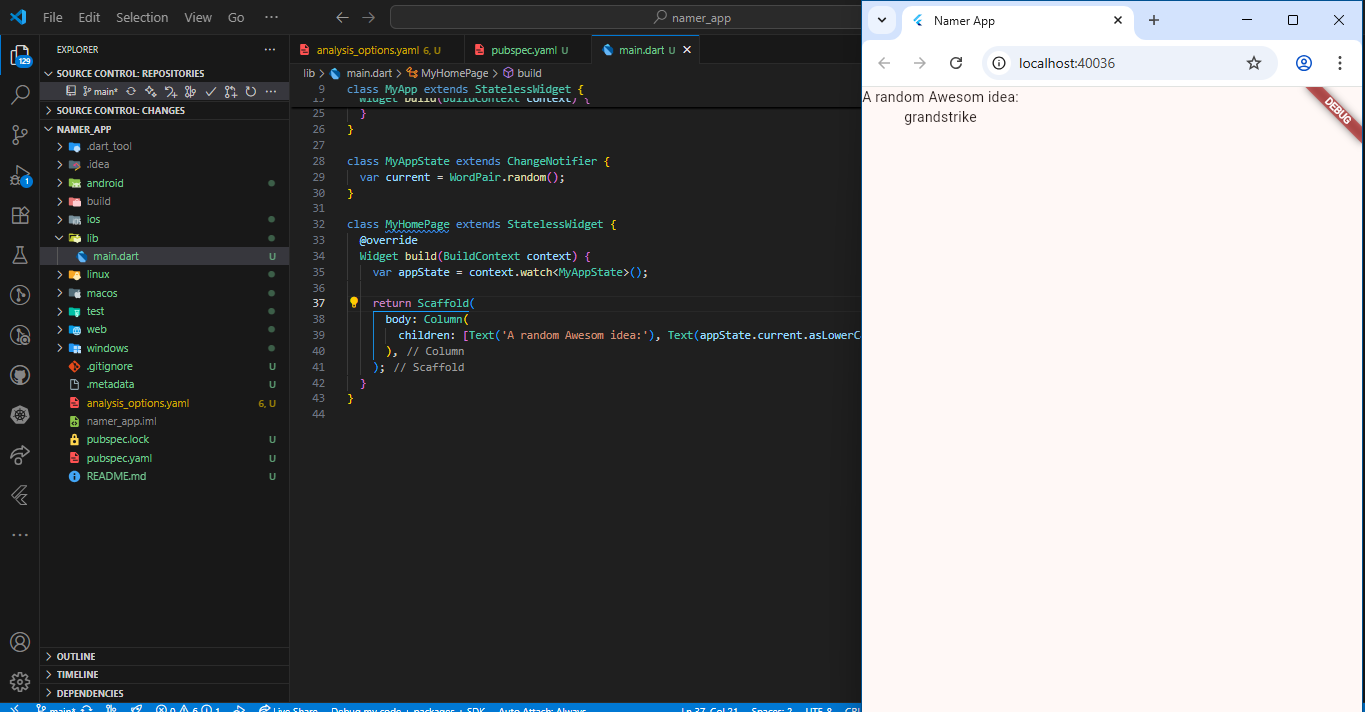 File Edit Selection View Go ··· namer_app
EXPLORER ···
SOURCE CONTROL: REPOSITORIES
main* ···
SOURCE CONTROL: CHANGES
NAMER_APP
.dart_tool
.idea
android
build
ios
lib
main.dart U
linux
macos
test
web
windows
.gitignore U
.metadata U
analysis_options.yaml 6, U
namer_app.iml
pubspec.lock U
pubspec.yaml U
README.md U
OUTLINE
TIMELINE
DEPENDENCIES
129
1
analysis_options.yaml 6, U pubspec.yaml U main.dart U
lib > main.dart > MyHomePage > build
9 class MyApp extends StatelessWidget {
Widget build(BuildContext context) {
25 }
26 }
27
28 class MyAppState extends ChangeNotifier {
29 var current = WordPair.random();
30 }
31
32 class MyHomePage extends StatelessWidget {
33 @override
34 Widget build(BuildContext context) {
35 var appState = context.watch<MyAppState>();
36
37 return Scaffold(
38 body: Column(
39 children: [Text('A random Awesom idea:'), Text(appState.current.asLowerC
40 ), // Column
41 ); // Scaffold
42 }
43 }
44
main* 0 6 1 Live Share Debug my code + packages + SDK Auto Attach: Always Ln 37, Col 21 Spaces: 2 UTF-8
Namer App
localhost:40036
A random Awesom idea:
grandstrike
DEBUG